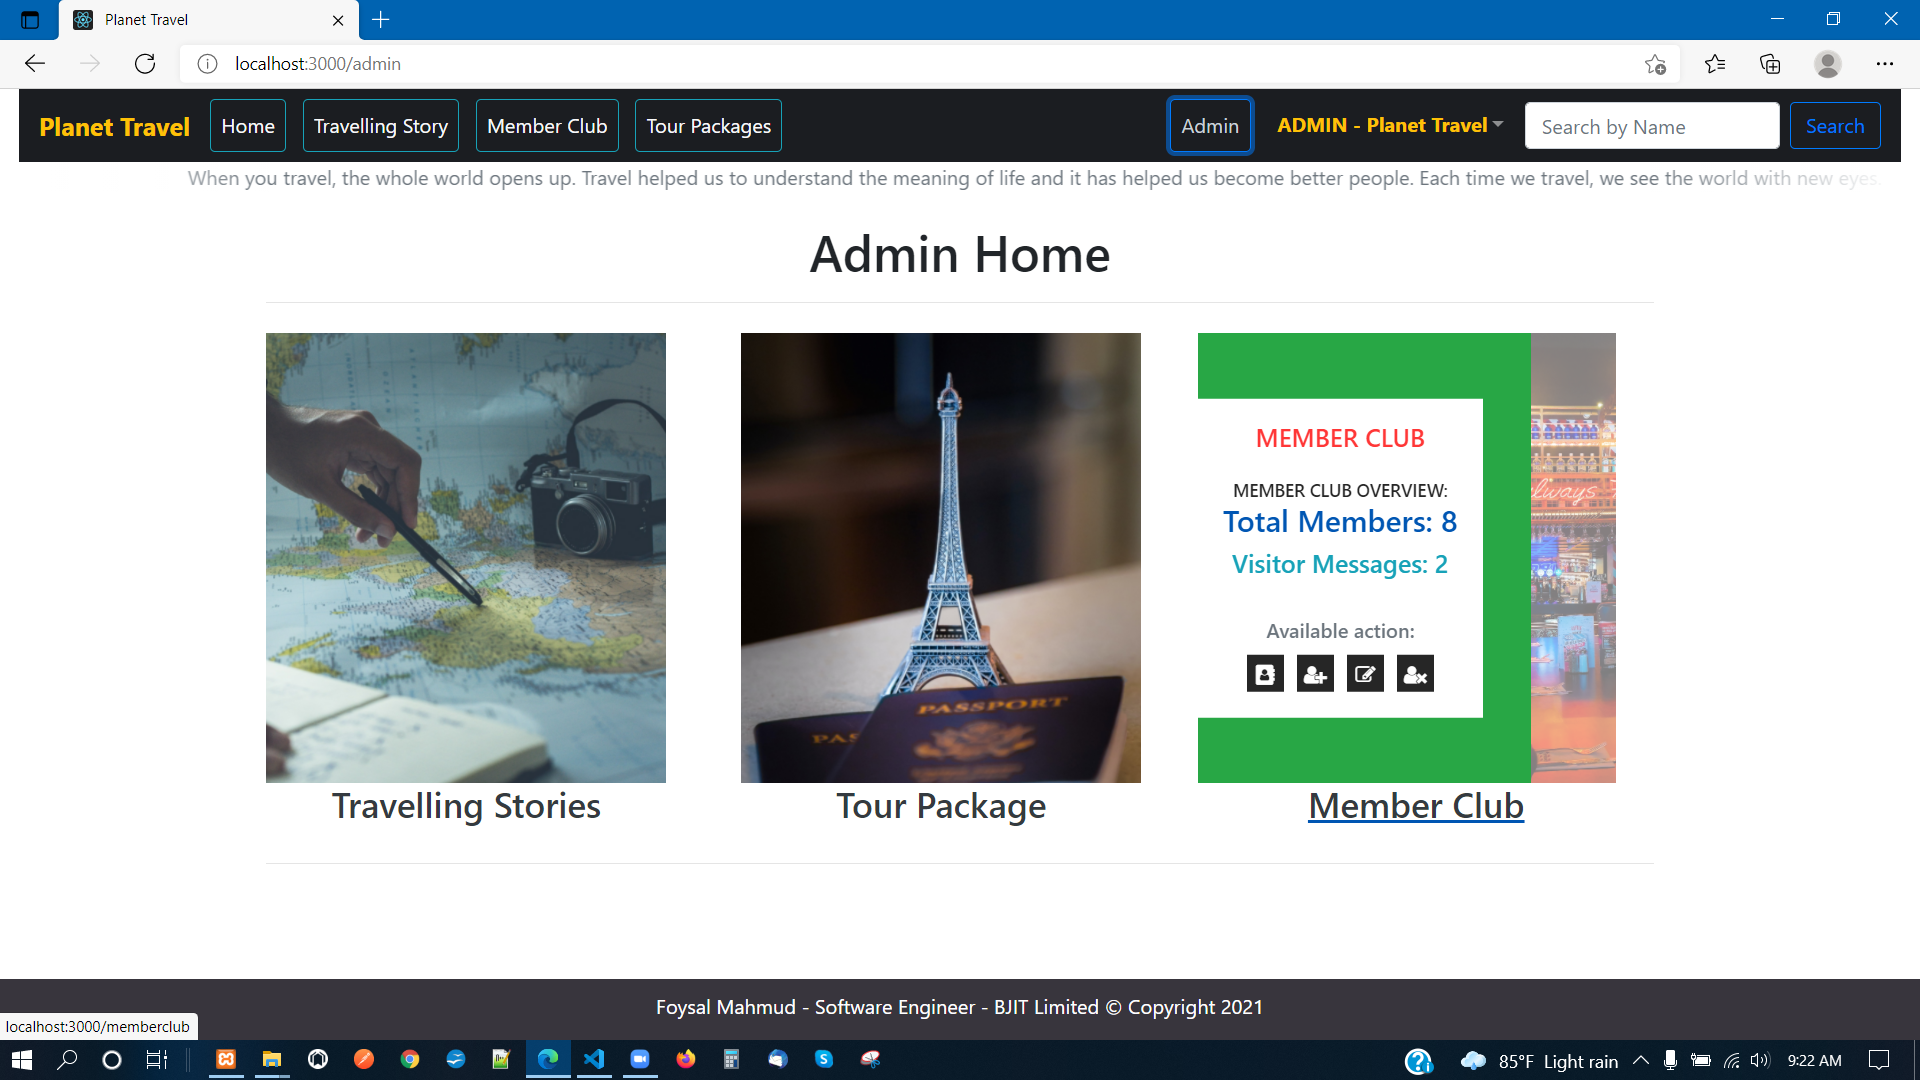 Planet Travel
localhost:3000/admin
Planet Travel
Home
Travelling Story
Member Club
Tour Packages
Admin
ADMIN - Planet Travel
Search by Name
Search
When you travel, the whole world opens up. Travel helped us to understand the meaning of life and it has helped us become better people. Each time we travel, we see the world with new eyes
Admin Home
PASSPORT
MEMBER CLUB
MEMBER CLUB OVERVIEW:
Total Members: 8
Visitor Messages: 2
Available action:
Travelling Stories
Tour Package
Member Club
Foysal Mahmud - Software Engineer - BJIT Limited © Copyright 2021
localhost:3000/memberclub
85°F Light rain
9:22 AM